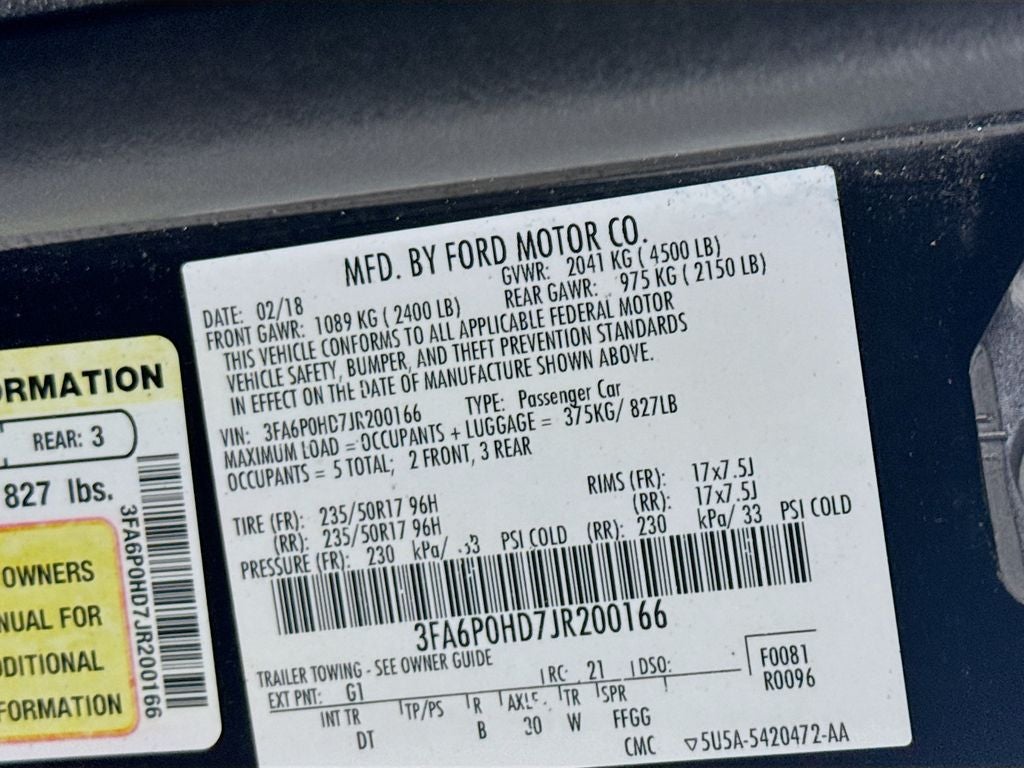 MFD. BY FORD MOTOR CO.
DATE: 02/18 GVWR: 2041 KG ( 4500 LB)
FRONT GAWR: 1089 KG ( 2400 LB) REAR GAWR: 975 KG ( 2150 LB)
THIS VEHICLE CONFORMS TO ALL APPLICABLE FEDERAL MOTOR
VEHICLE SAFETY, BUMPER, AND THEFT PREVENTION STANDARDS
IN EFFECT ON THE DATE OF MANUFACTURE SHOWN ABOVE.
VIN: 3FA6P0HD7JR200166 TYPE: Passenger Car
MAXIMUM LOAD = OCCUPANTS + LUGGAGE = 375KG/ 827LB
OCCUPANTS = 5 TOTAL; 2 FRONT, 3 REAR
TIRE (FR): 235/50R17 96H RIMS (FR): 17x7.5J
(RR): 235/50R17 96H (RR): 17x7.5J
PRESSURE (FR): 230 kPa/ 33 PSI COLD (RR): 230 kPa/ 33 PSI COLD
3FA6P0HD7JR200166
TRAILER TOWING - SEE OWNER GUIDE
EXT PNT: G1 RC: 21 DSO: F0081
R0096
INT TR TP/PS R AXLE TR SPR
DT B 30 W FFGG
CMC 5U5A-5420472-AA
ORMATION
REAR: 3
827 lbs.
OWNERS
NUAL FOR
DDITIONAL
FORMATION
3FA6P0HD7JR200166